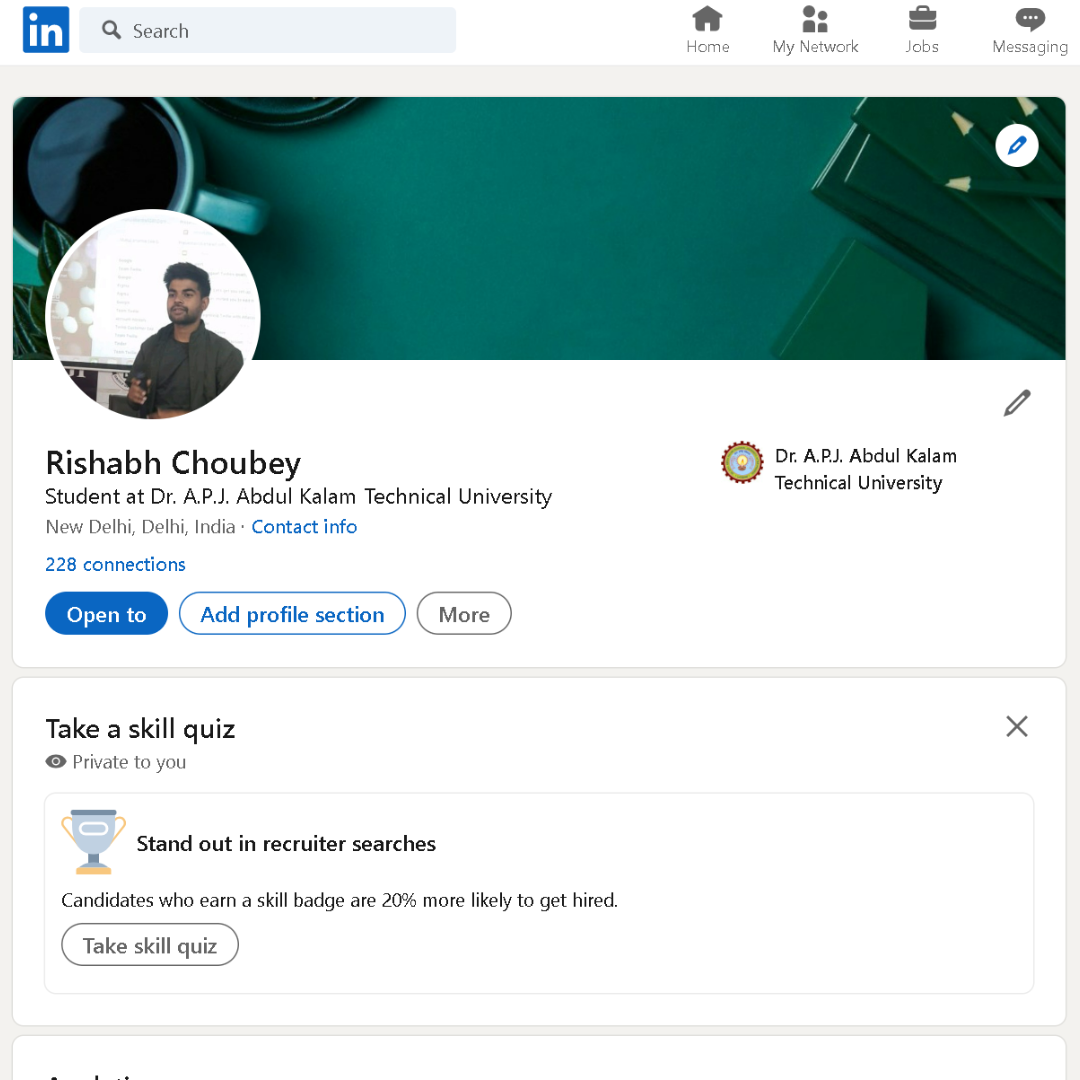 in
Search
Home
My Network
Jobs
Messaging
Rishabh Choubey
Student at Dr. A.P.J. Abdul Kalam Technical University
New Delhi, Delhi, India · Contact info
228 connections
Open to
Add profile section
More
Dr. A.P.J. Abdul Kalam
Technical University
Take a skill quiz
Private to you
Stand out in recruiter searches
Candidates who earn a skill badge are 20% more likely to get hired.
Take skill quiz